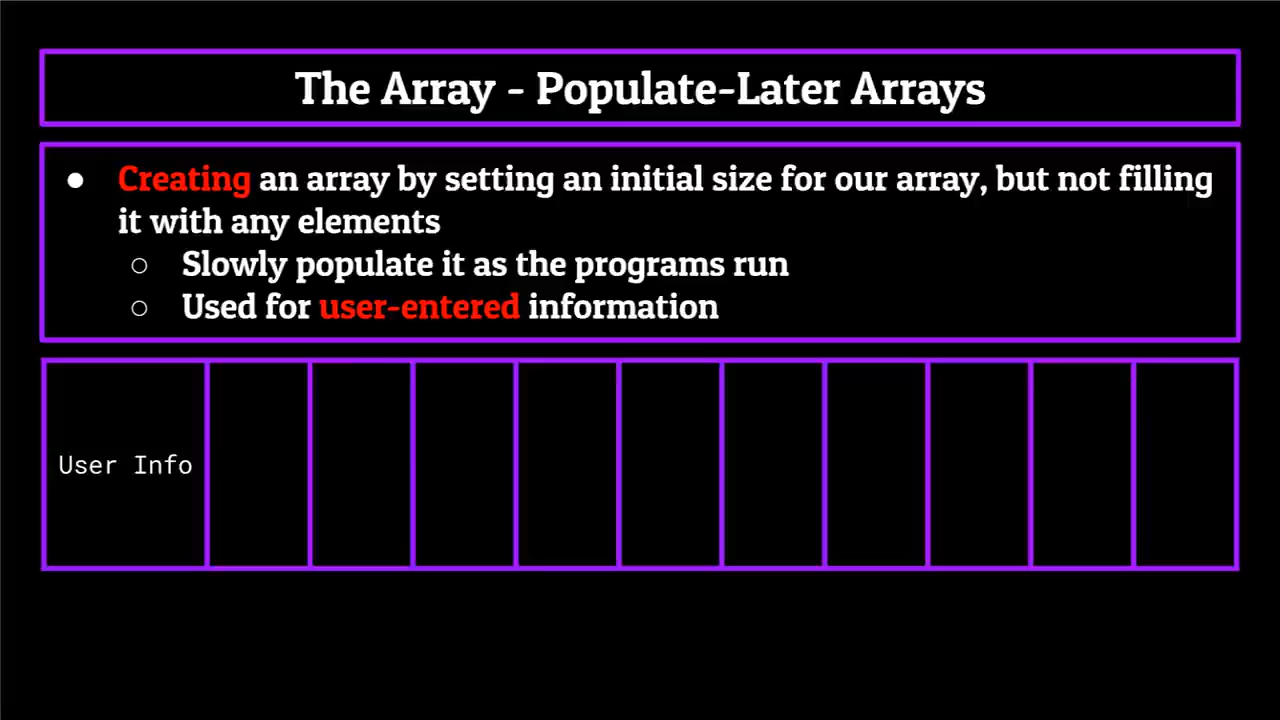 The Array - Populate-Later Arrays
● Creating an array by setting an initial size for our array, but not filling
it with any elements
○ Slowly populate it as the programs run
○ Used for user-entered information
User Info